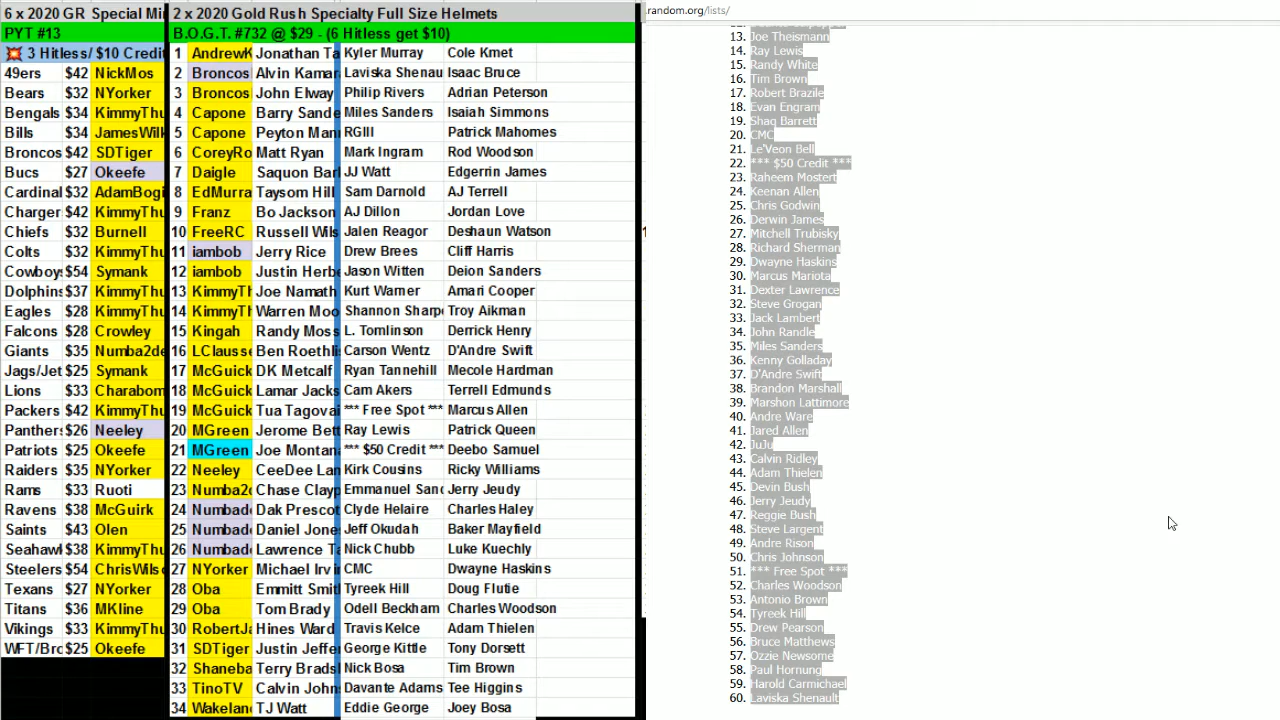 6 x 2020 GR Special Mi
PYT #13
💥 3 Hitless/ $10 Credit
49ers $42 NickMos
Bears $32 NYorker
Bengals $34 KimmyThu
Bills $34 JamesWilk
Broncos $42 SDTiger
Bucs $27 Okeefe
Cardinal $32 AdamBogi
Charger $42 KimmyThu
Chiefs $32 Burnell
Colts $32 KimmyThu
Cowboys $54 Symank
Dolphins $37 KimmyThu
Eagles $28 KimmyThu
Falcons $28 Crowley
Giants $35 Numba2de
Jags/Jet $25 Symank
Lions $33 Charabom
Packers $42 KimmyThu
Panther $26 Neeley
Patriots $25 Okeefe
Raiders $35 NYorker
Rams $33 Ruoti
Ravens $38 McGuirk
Saints $43 Olen
Seahawl $38 KimmyThu
Steelers $54 ChrisWils
Texans $27 NYorker
Titans $36 MKline
Vikings $33 KimmyThu
WFT/Bro $25 Okeefe
2 x 2020 Gold Rush Specialty Full Size Helmets
B.O.G.T. #732 @ $29 - (6 Hitless get $10)
1 AndrewK Jonathan Ta Kyler Murray Cole Kmet
2 Broncos Alvin Kamar Laviska Shenau Isaac Bruce
3 Broncos John Elway Philip Rivers Adrian Peterson
4 Capone Barry Sande Miles Sanders Isaiah Simmons
5 Capone Peyton Man RGIII Patrick Mahomes
6 CoreyRo Matt Ryan Mark Ingram Rod Woodson
7 Daigle Saquon Bar JJ Watt Edgerrin James
8 EdMurra Taysom Hill Sam Darnold AJ Terrell
9 Franz Bo Jackson AJ Dillon Jordan Love
10 FreeRC Russell Wils Jalen Reagor Deshaun Watson
11 iambob Jerry Rice Drew Brees Cliff Harris
12 iambob Justin Herbe Jason Witten Deion Sanders
13 KimmyTh Joe Namath Kurt Warner Amari Cooper
14 KimmyTh Warren Moo Shannon Sharpe Troy Aikman
15 Kingah Randy Moss L. Tomlinson Derrick Henry
16 LClausse Ben Roethli Carson Wentz D'Andre Swift
17 McGuick DK Metcalf Ryan Tannehill Mecole Hardman
18 McGuick Lamar Jacks Cam Akers Terrell Edmunds
19 McGuick Tua Tagovai *** Free Spot *** Marcus Allen
20 MGreen Jerome Bett Ray Lewis Patrick Queen
21 MGreen Joe Montan *** $50 Credit *** Deebo Samuel
22 Neeley CeeDee Lam Kirk Cousins Ricky Williams
23 Numba2d Chase Clayp Emmanuel Sand Jerry Jeudy
24 Numbad Dak Prescot Clyde Helaire Charles Haley
25 Numbad Daniel Jone Jeff Okudah Baker Mayfield
26 Numbad Lawrence Ta Nick Chubb Luke Kuechly
27 NYorker Michael Irvi CMC Dwayne Haskins
28 Oba Emmitt Smit Tyreek Hill Doug Flutie
29 Oba Tom Brady Odell Beckham Charles Woodson
30 RobertJa Hines Ward Travis Kelce Adam Thielen
31 SDTiger Justin Jeffer George Kittle Tony Dorsett
32 Shaneba Terry Brads Nick Bosa Tim Brown
33 TinoTV Calvin John Davante Adams Tee Higgins
34 Wakelan TJ Watt Eddie George Joey Bosa
.random.org/lists/
13. Joe Theismann
14. Ray Lewis
15. Randy White
16. Tim Brown
17. Robert Brazile
18. Evan Engram
19. Shaq Barrett
20. CMC
21. Le'Veon Bell
22. *** $50 Credit ***
23. Raheem Mostert
24. Keenan Allen
25. Chris Godwin
26. Derwin James
27. Mitchell Trubisky
28. Richard Sherman
29. Dwayne Haskins
30. Marcus Mariota
31. Dexter Lawrence
32. Steve Grogan
33. Jack Lambert
34. John Randle
35. Miles Sanders
36. Kenny Golladay
37. D'Andre Swift
38. Brandon Marshall
39. Marshon Lattimore
40. Andre Ware
41. Jared Allen
42. JuJu
43. Calvin Ridley
44. Adam Thielen
45. Devin Bush
46. Jerry Jeudy
47. Reggie Bush
48. Steve Largent
49. Andre Rison
50. Chris Johnson
51. *** Free Spot ***
52. Charles Woodson
53. Antonio Brown
54. Tyreek Hill
55. Drew Pearson
56. Bruce Matthews
57. Ozzie Newsome
58. Paul Hornung
59. Harold Carmichael
60. Laviska Shenault